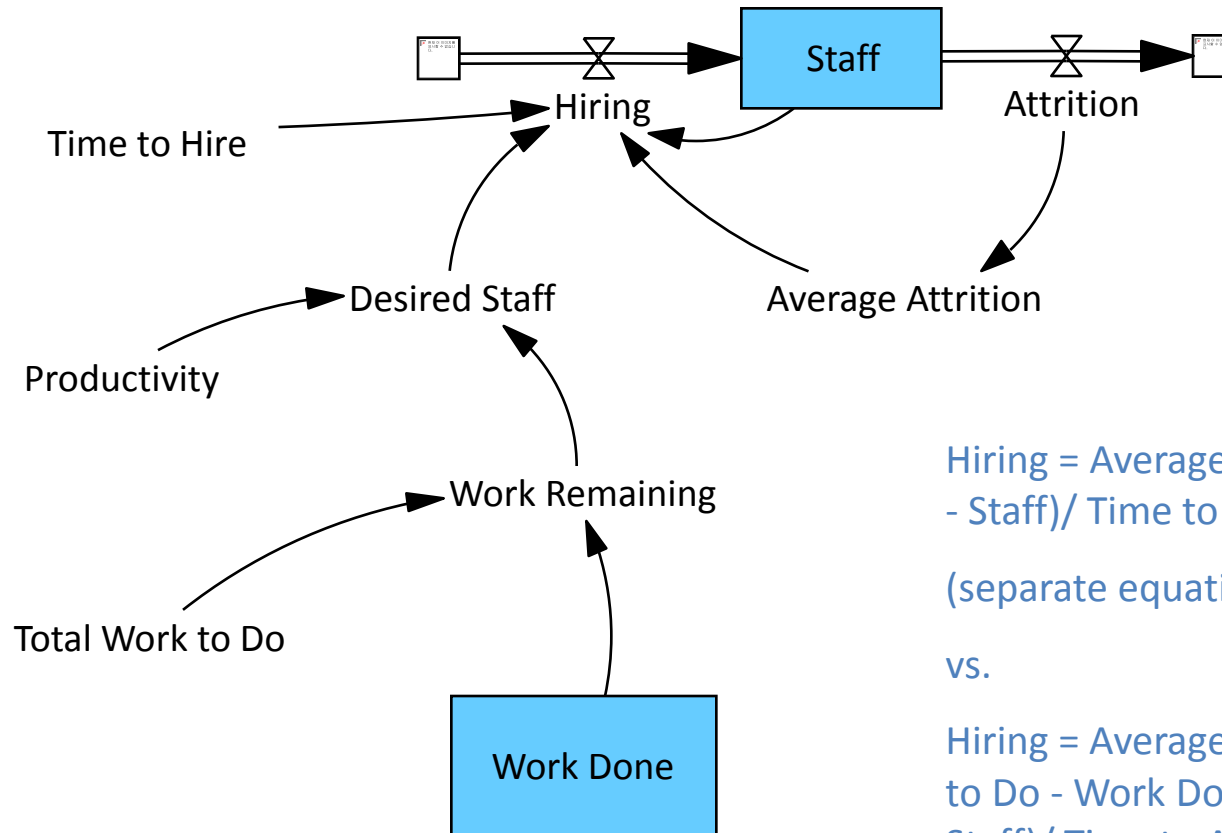 Staff
Hiring
Attrition
Time to Hire
Desired Staff
Average Attrition
Productivity
Hiring = Average
- Staff)/ Time to
Work Remaining
(separate equati
Total Work to Do
vs.
Hiring = Average
to Do - Work Do
Work Done